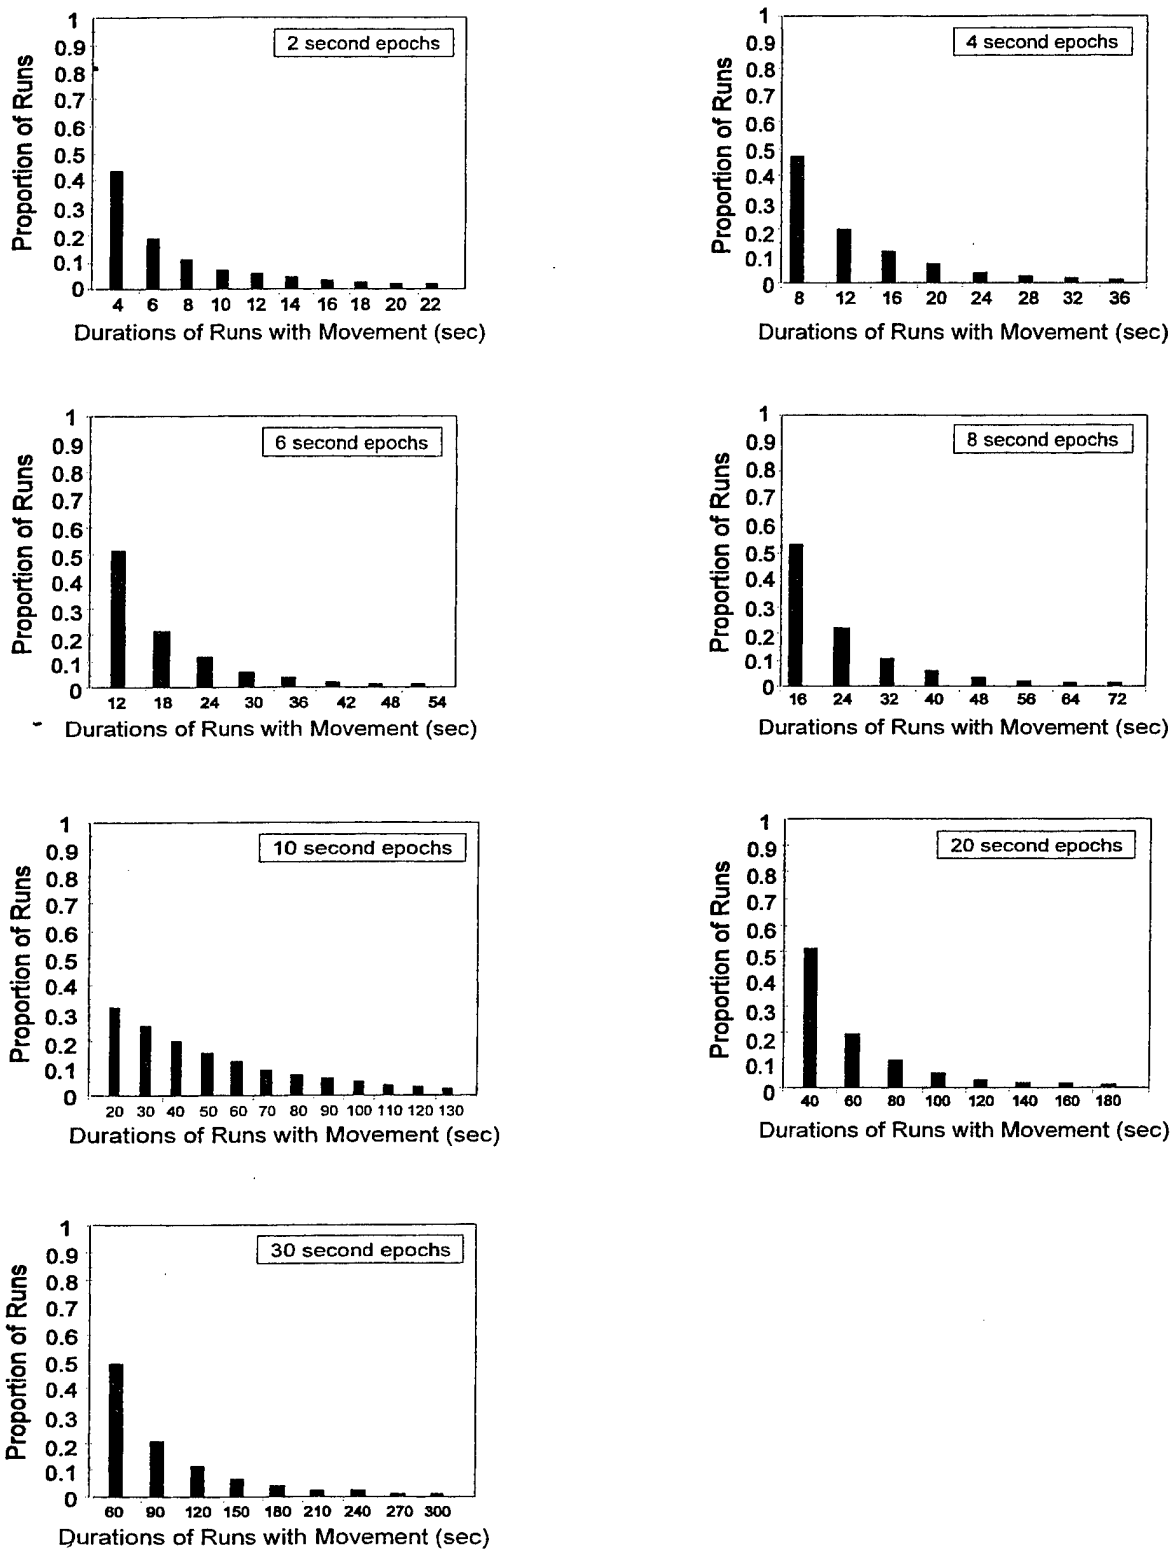 2 second epochs
Proportion of Runs
1
0.9
0.8
0.7
0.6
0.5
0.4
0.3
0.2
0.1
0
4 6 8 10 12 14 16 18 20 22
Durations of Runs with Movement (sec)
4 second epochs
Proportion of Runs
1
0.9
0.8
0.7
0.6
0.5
0.4
0.3
0.2
0.1
0
8 12 16 20 24 28 32 36
Durations of Runs with Movement (sec)
6 second epochs
Proportion of Runs
1
0.9
0.8
0.7
0.6
0.5
0.4
0.3
0.2
0.1
0
12 18 24 30 36 42 48 54
Durations of Runs with Movement (sec)
8 second epochs
Proportion of Runs
1
0.9
0.8
0.7
0.6
0.5
0.4
0.3
0.2
0.1
0
16 24 32 40 48 56 64 72
Durations of Runs with Movement (sec)
10 second epochs
Proportion of Runs
1
0.9
0.8
0.7
0.6
0.5
0.4
0.3
0.2
0.1
0
20 30 40 50 60 70 80 90 100 110 120 130
Durations of Runs with Movement (sec)
20 second epochs
Proportion of Runs
1
0.9
0.8
0.7
0.6
0.5
0.4
0.3
0.2
0.1
0
40 60 80 100 120 140 160 180
Durations of Runs with Movement (sec)
30 second epochs
Proportion of Runs
1
0.9
0.8
0.7
0.6
0.5
0.4
0.3
0.2
0.1
0
60 90 120 150 180 210 240 270 300
Durations of Runs with Movement (sec)